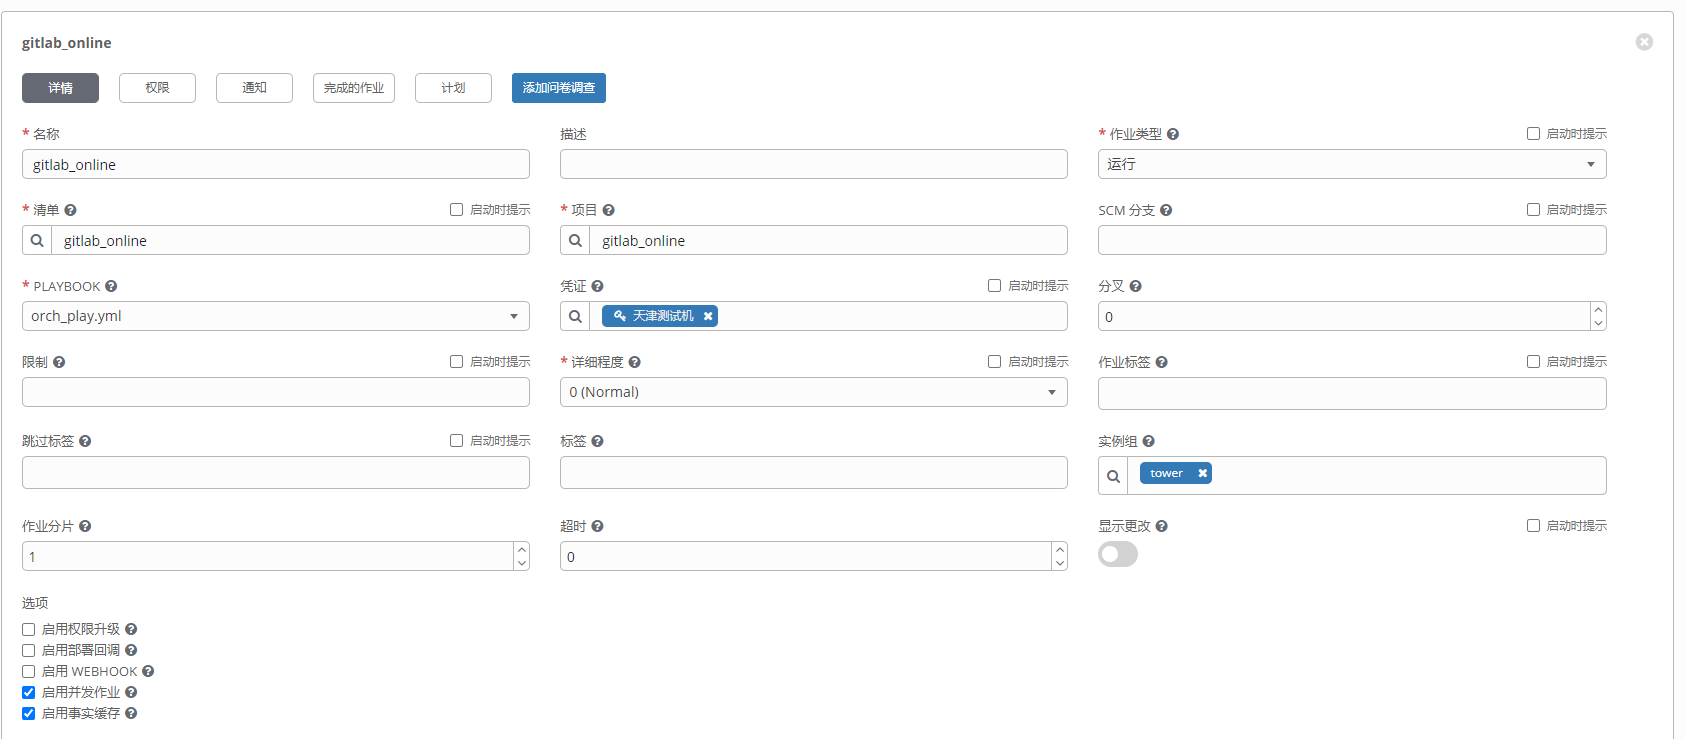 gitlab_online
详情 权限 通知 完成的作业 计划 添加问卷调查
* 名称 描述 * 作业类型 启动时提示
gitlab_online 运行
* 清单 启动时提示 * 项目 SCM 分支 启动时提示
gitlab_online gitlab_online
* PLAYBOOK 凭证 启动时提示 分叉
orch_play.yml 天津测试机 0
限制 启动时提示 * 详细程度 启动时提示 作业标签 启动时提示
0 (Normal)
跳过标签 启动时提示 标签 实例组
tower
作业分片 超时 显示更改 启动时提示
1 0
选项
启用权限升级
启用部署回调
启用 WEBHOOK
启用并发作业
启用事实缓存